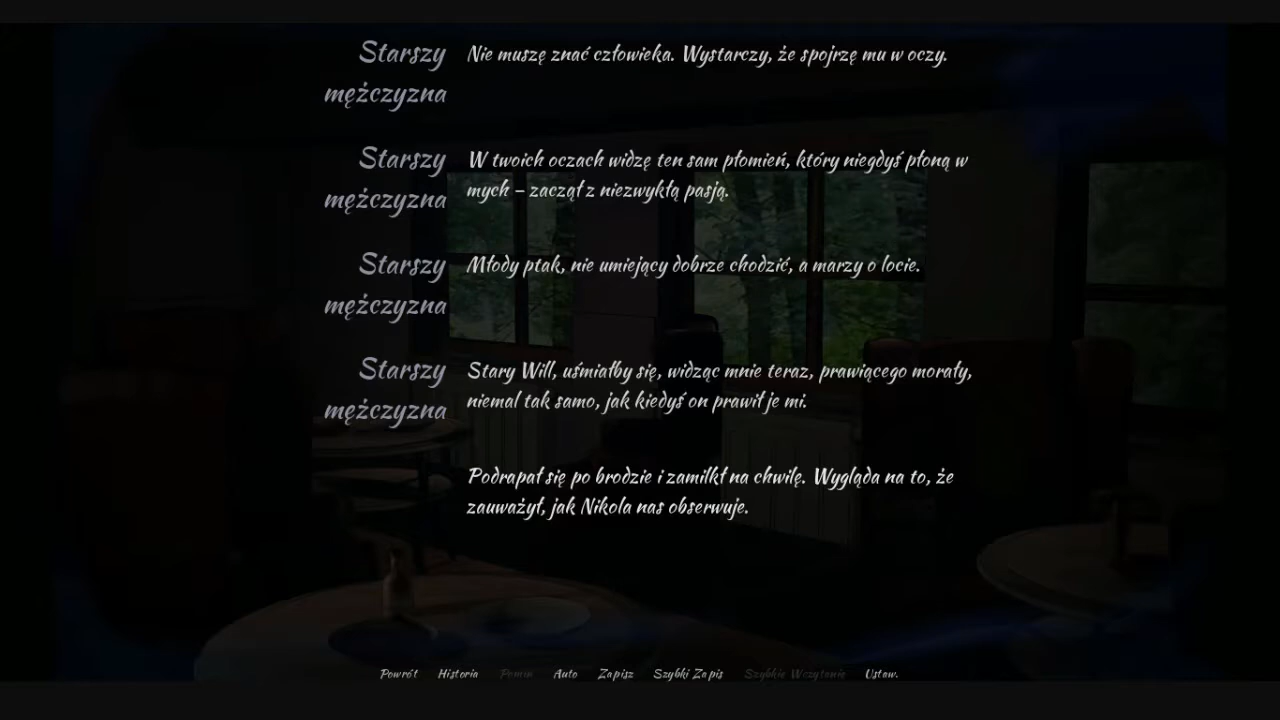 Starszy
mężczyzna
Nie muszę znać człowieka. Wystarczy, że spojrzę mu w oczy.
Starszy
mężczyzna
W twoich oczach widzę ten sam płomień, który niegdyś płoną w
mych – zaczął z niezwykłą pasją.
Starszy
mężczyzna
Młody ptak, nie umiejący dobrze chodzić, a marzy o locie.
Starszy
mężczyzna
Stary Will, uśmiałby się, widząc mnie teraz, prawiącego morały,
niemal tak samo, jak kiedyś on prawił je mi.
Podrapał się po brodzie i zamilkł na chwilę. Wygląda na to, że
zauważył, jak Nikola nas obserwuje.
Powrót Historia Pomiń Auto Zapisz Szybki Zapis Szybkie Wczytanie Ustaw.